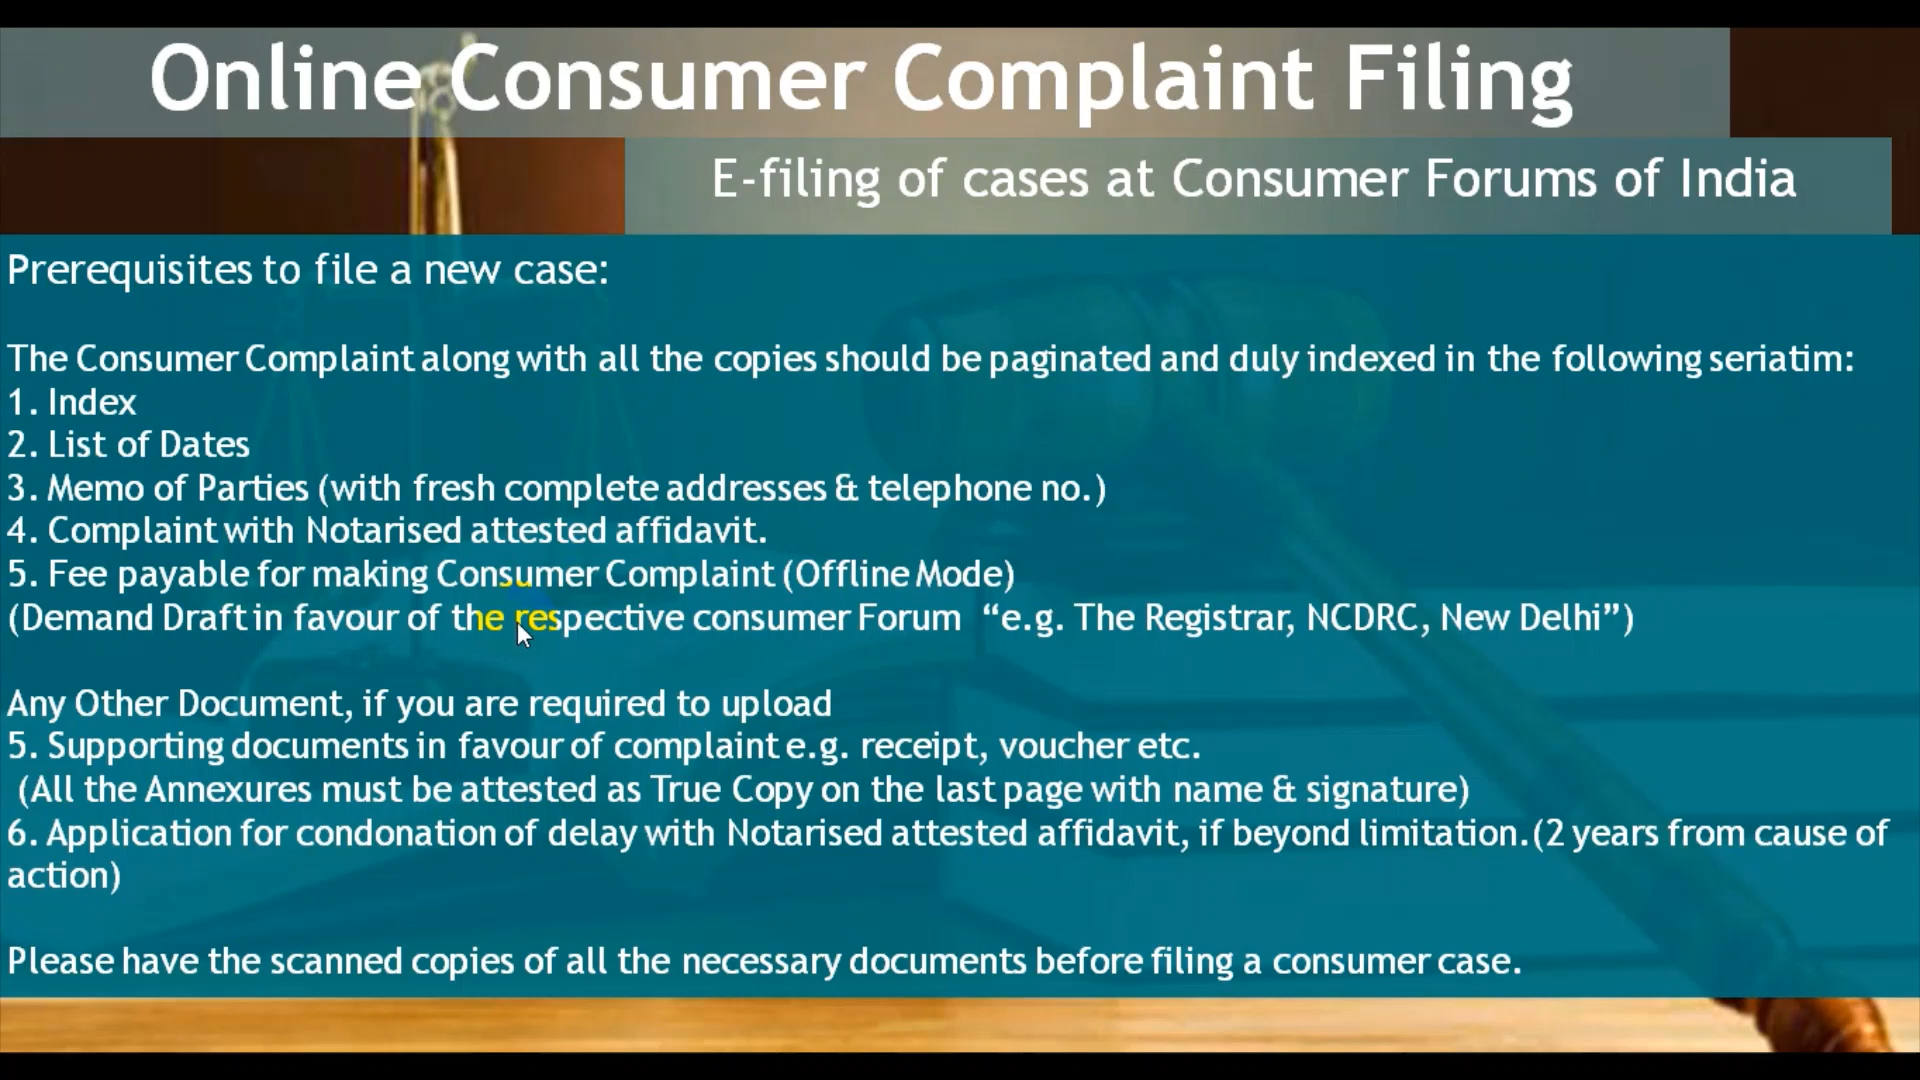 Online Consumer Complaint Filing
E-filing of cases at Consumer Forums of India
Prerequisites to file a new case:
The Consumer Complaint along with all the copies should be paginated and duly indexed in the following seriatim:
1. Index
2. List of Dates
3. Memo of Parties (with fresh complete addresses & telephone no.)
4. Complaint with Notarised attested affidavit.
5. Fee payable for making Consumer Complaint (Offline Mode)
(Demand Draft in favour of the respective consumer Forum “e.g. The Registrar, NCDRC, New Delhi”)
Any Other Document, if you are required to upload
5. Supporting documents in favour of complaint e.g. receipt, voucher etc.
(All the Annexures must be attested as True Copy on the last page with name & signature)
6. Application for condonation of delay with Notarised attested affidavit, if beyond limitation.(2 years from cause of
action)
Please have the scanned copies of all the necessary documents before filing a consumer case.